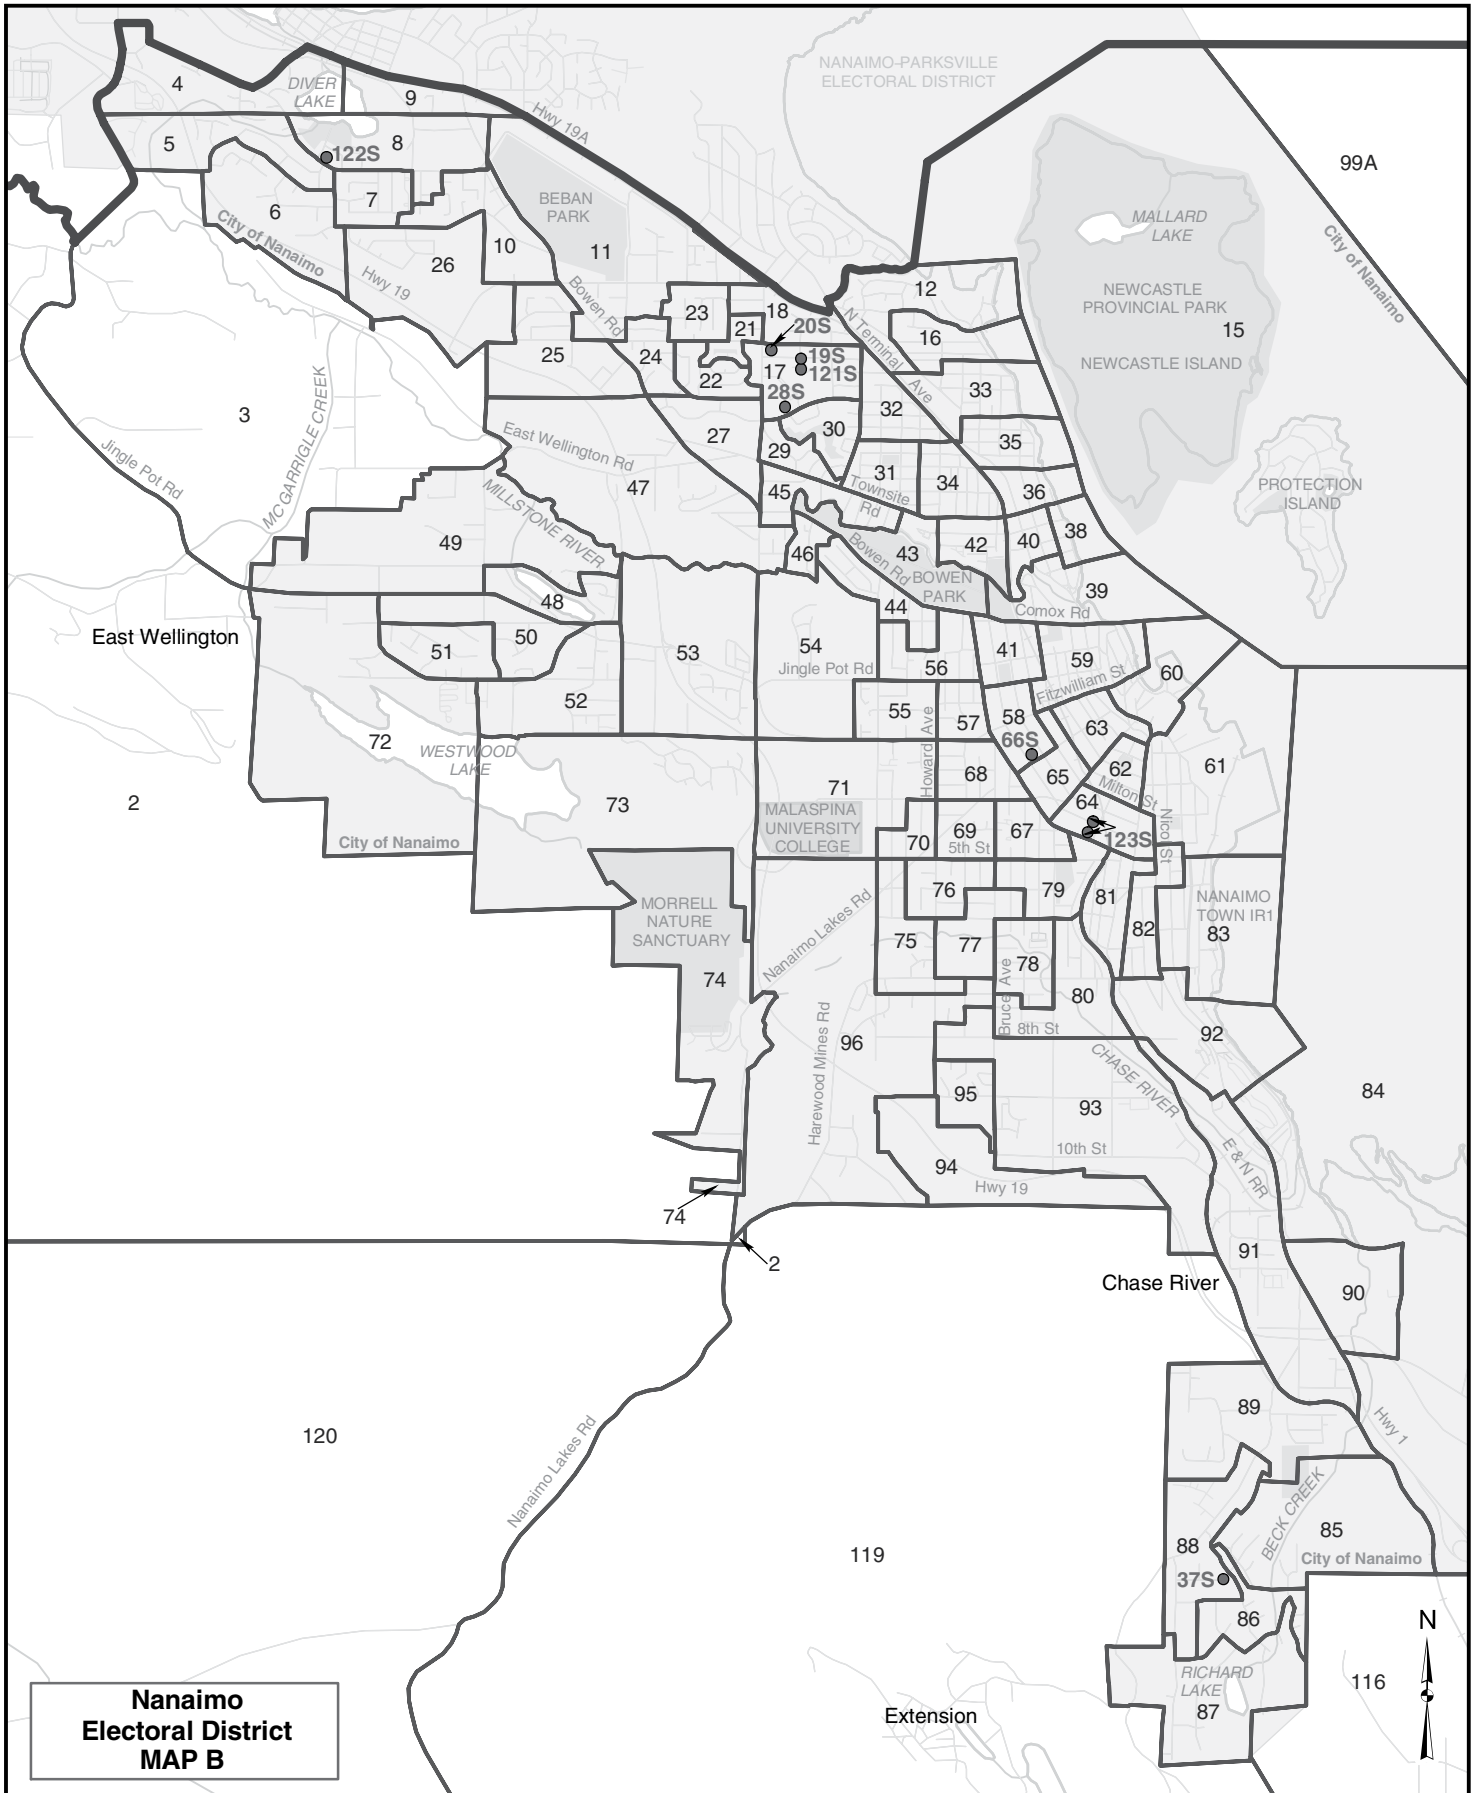 NANAIMO-PARKSVILLE
ELECTORAL DISTRICT
4
DIVER
LAKE
9
Hwy 19A
5
8
122S
99A
7
6
BEBAN
PARK
MALLARD
LAKE
City of Nanaimo
10
11
26
Hwy 19
City of Nanaimo
12
NEWCASTLE
PROVINCIAL PARK
15
Bowen Rd
23
18
20S
21
N Terminal Ave
16
NEWCASTLE ISLAND
25
24
19S
17
121S
22
28S
33
32
3
MCGARRIGLE CREEK
Jingle Pot Rd
East Wellington Rd
27
30
29
35
31
34
47
45
Townsite
Rd
36
PROTECTION
ISLAND
MILLSTONE RIVER
38
49
46
Bowen Rd
43
42
40
BOWEN
PARK
39
48
44
Comox Rd
East Wellington
50
51
53
54
Jingle Pot Rd
56
41
59
Fitzwilliam St
60
52
55
57
58
63
66S
72
WESTWOOD
LAKE
Howard Ave
62
61
68
65
Milton St
2
73
71
64
MALASPINA
UNIVERSITY
COLLEGE
City of Nanaimo
70
69
67
5th St
123S
Nicol St
76
79
81
MORRELL
NATURE
SANCTUARY
NANAIMO
TOWN IR1
83
82
75
77
78
Nanaimo Lakes Rd
74
80
Bruce Ave
8th St
92
96
Harewood Mines Rd
CHASE RIVER
84
95
93
10th St
94
Hwy 19
E & N RR
74
2
91
Chase River
90
89
Hwy 1
120
Nanaimo Lakes Rd
BECK CREEK
119
88
85
City of Nanaimo
37S
86
N
RICHARD
LAKE
87
116
Extension
Nanaimo
Electoral District
MAP B